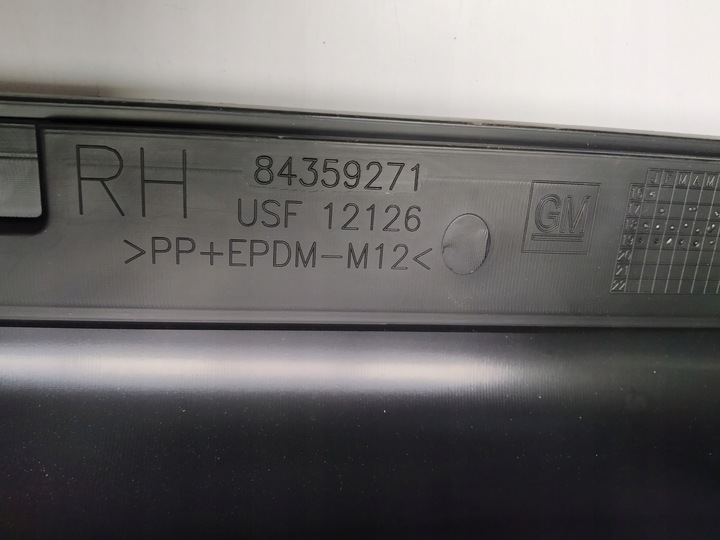 RH
84359271
USF 12126
>PP+EPDM-M12<
GM